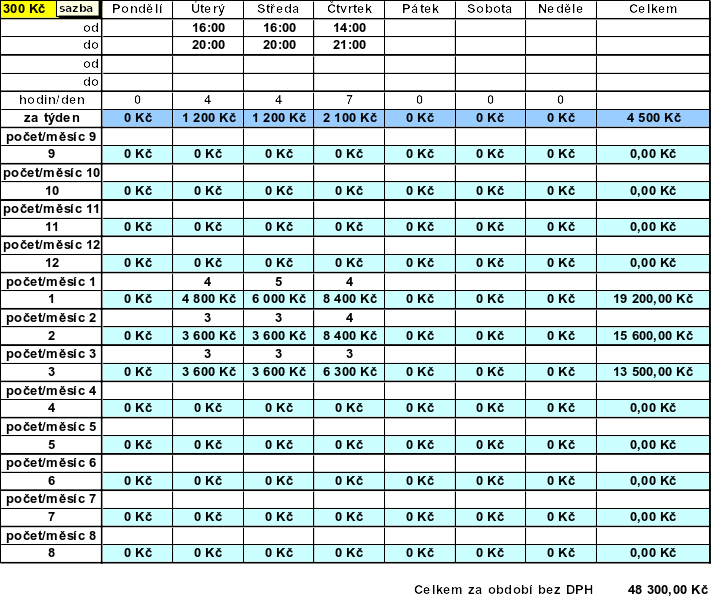 300 Kč sazba Pondělí Úterý Středa Čtvrtek Pátek Sobota Neděle Celkem
od 16:00 16:00 14:00
do 20:00 20:00 21:00
od
do
hodin/den 0 4 4 7 0 0 0
za týden 0 Kč 1 200 Kč 1 200 Kč 2 100 Kč 0 Kč 0 Kč 0 Kč 4 500 Kč
počet/měsíc 9
9 0 Kč 0 Kč 0 Kč 0 Kč 0 Kč 0 Kč 0 Kč 0,00 Kč
počet/měsíc 10
10 0 Kč 0 Kč 0 Kč 0 Kč 0 Kč 0 Kč 0 Kč 0,00 Kč
počet/měsíc 11
11 0 Kč 0 Kč 0 Kč 0 Kč 0 Kč 0 Kč 0 Kč 0,00 Kč
počet/měsíc 12
12 0 Kč 0 Kč 0 Kč 0 Kč 0 Kč 0 Kč 0 Kč 0,00 Kč
počet/měsíc 1 4 5 4
1 0 Kč 4 800 Kč 6 000 Kč 8 400 Kč 0 Kč 0 Kč 0 Kč 19 200,00 Kč
počet/měsíc 2 3 3 4
2 0 Kč 3 600 Kč 3 600 Kč 8 400 Kč 0 Kč 0 Kč 0 Kč 15 600,00 Kč
počet/měsíc 3 3 3 3
3 0 Kč 3 600 Kč 3 600 Kč 6 300 Kč 0 Kč 0 Kč 0 Kč 13 500,00 Kč
počet/měsíc 4
4 0 Kč 0 Kč 0 Kč 0 Kč 0 Kč 0 Kč 0 Kč 0,00 Kč
počet/měsíc 5
5 0 Kč 0 Kč 0 Kč 0 Kč 0 Kč 0 Kč 0 Kč 0,00 Kč
počet/měsíc 6
6 0 Kč 0 Kč 0 Kč 0 Kč 0 Kč 0 Kč 0 Kč 0,00 Kč
počet/měsíc 7
7 0 Kč 0 Kč 0 Kč 0 Kč 0 Kč 0 Kč 0 Kč 0,00 Kč
počet/měsíc 8
8 0 Kč 0 Kč 0 Kč 0 Kč 0 Kč 0 Kč 0 Kč 0,00 Kč
Celkem za období bez DPH 48 300,00 Kč